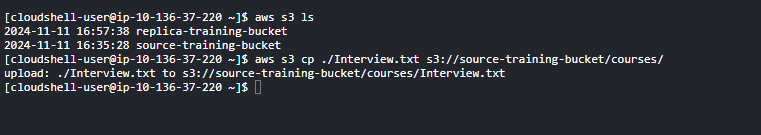 [cloudshell-user@ip-10-136-37-220 ~]$ aws s3 ls
2024-11-11 16:57:38 replica-training-bucket
2024-11-11 16:35:28 source-training-bucket
[cloudshell-user@ip-10-136-37-220 ~]$ aws s3 cp ./Interview.txt s3://source-training-bucket/courses/
upload: ./Interview.txt to s3://source-training-bucket/courses/Interview.txt
[cloudshell-user@ip-10-136-37-220 ~]$